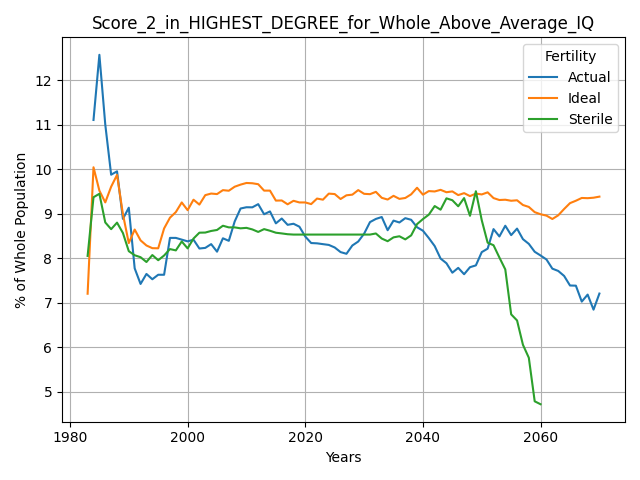 Score_2_in_HIGHEST_DEGREE_for_Whole_Above_Average_IQ
% of Whole Population
12
11
10
9
8
7
6
5
1980
2000
2020
2040
2060
Years
Fertility
Actual
Ideal
Sterile